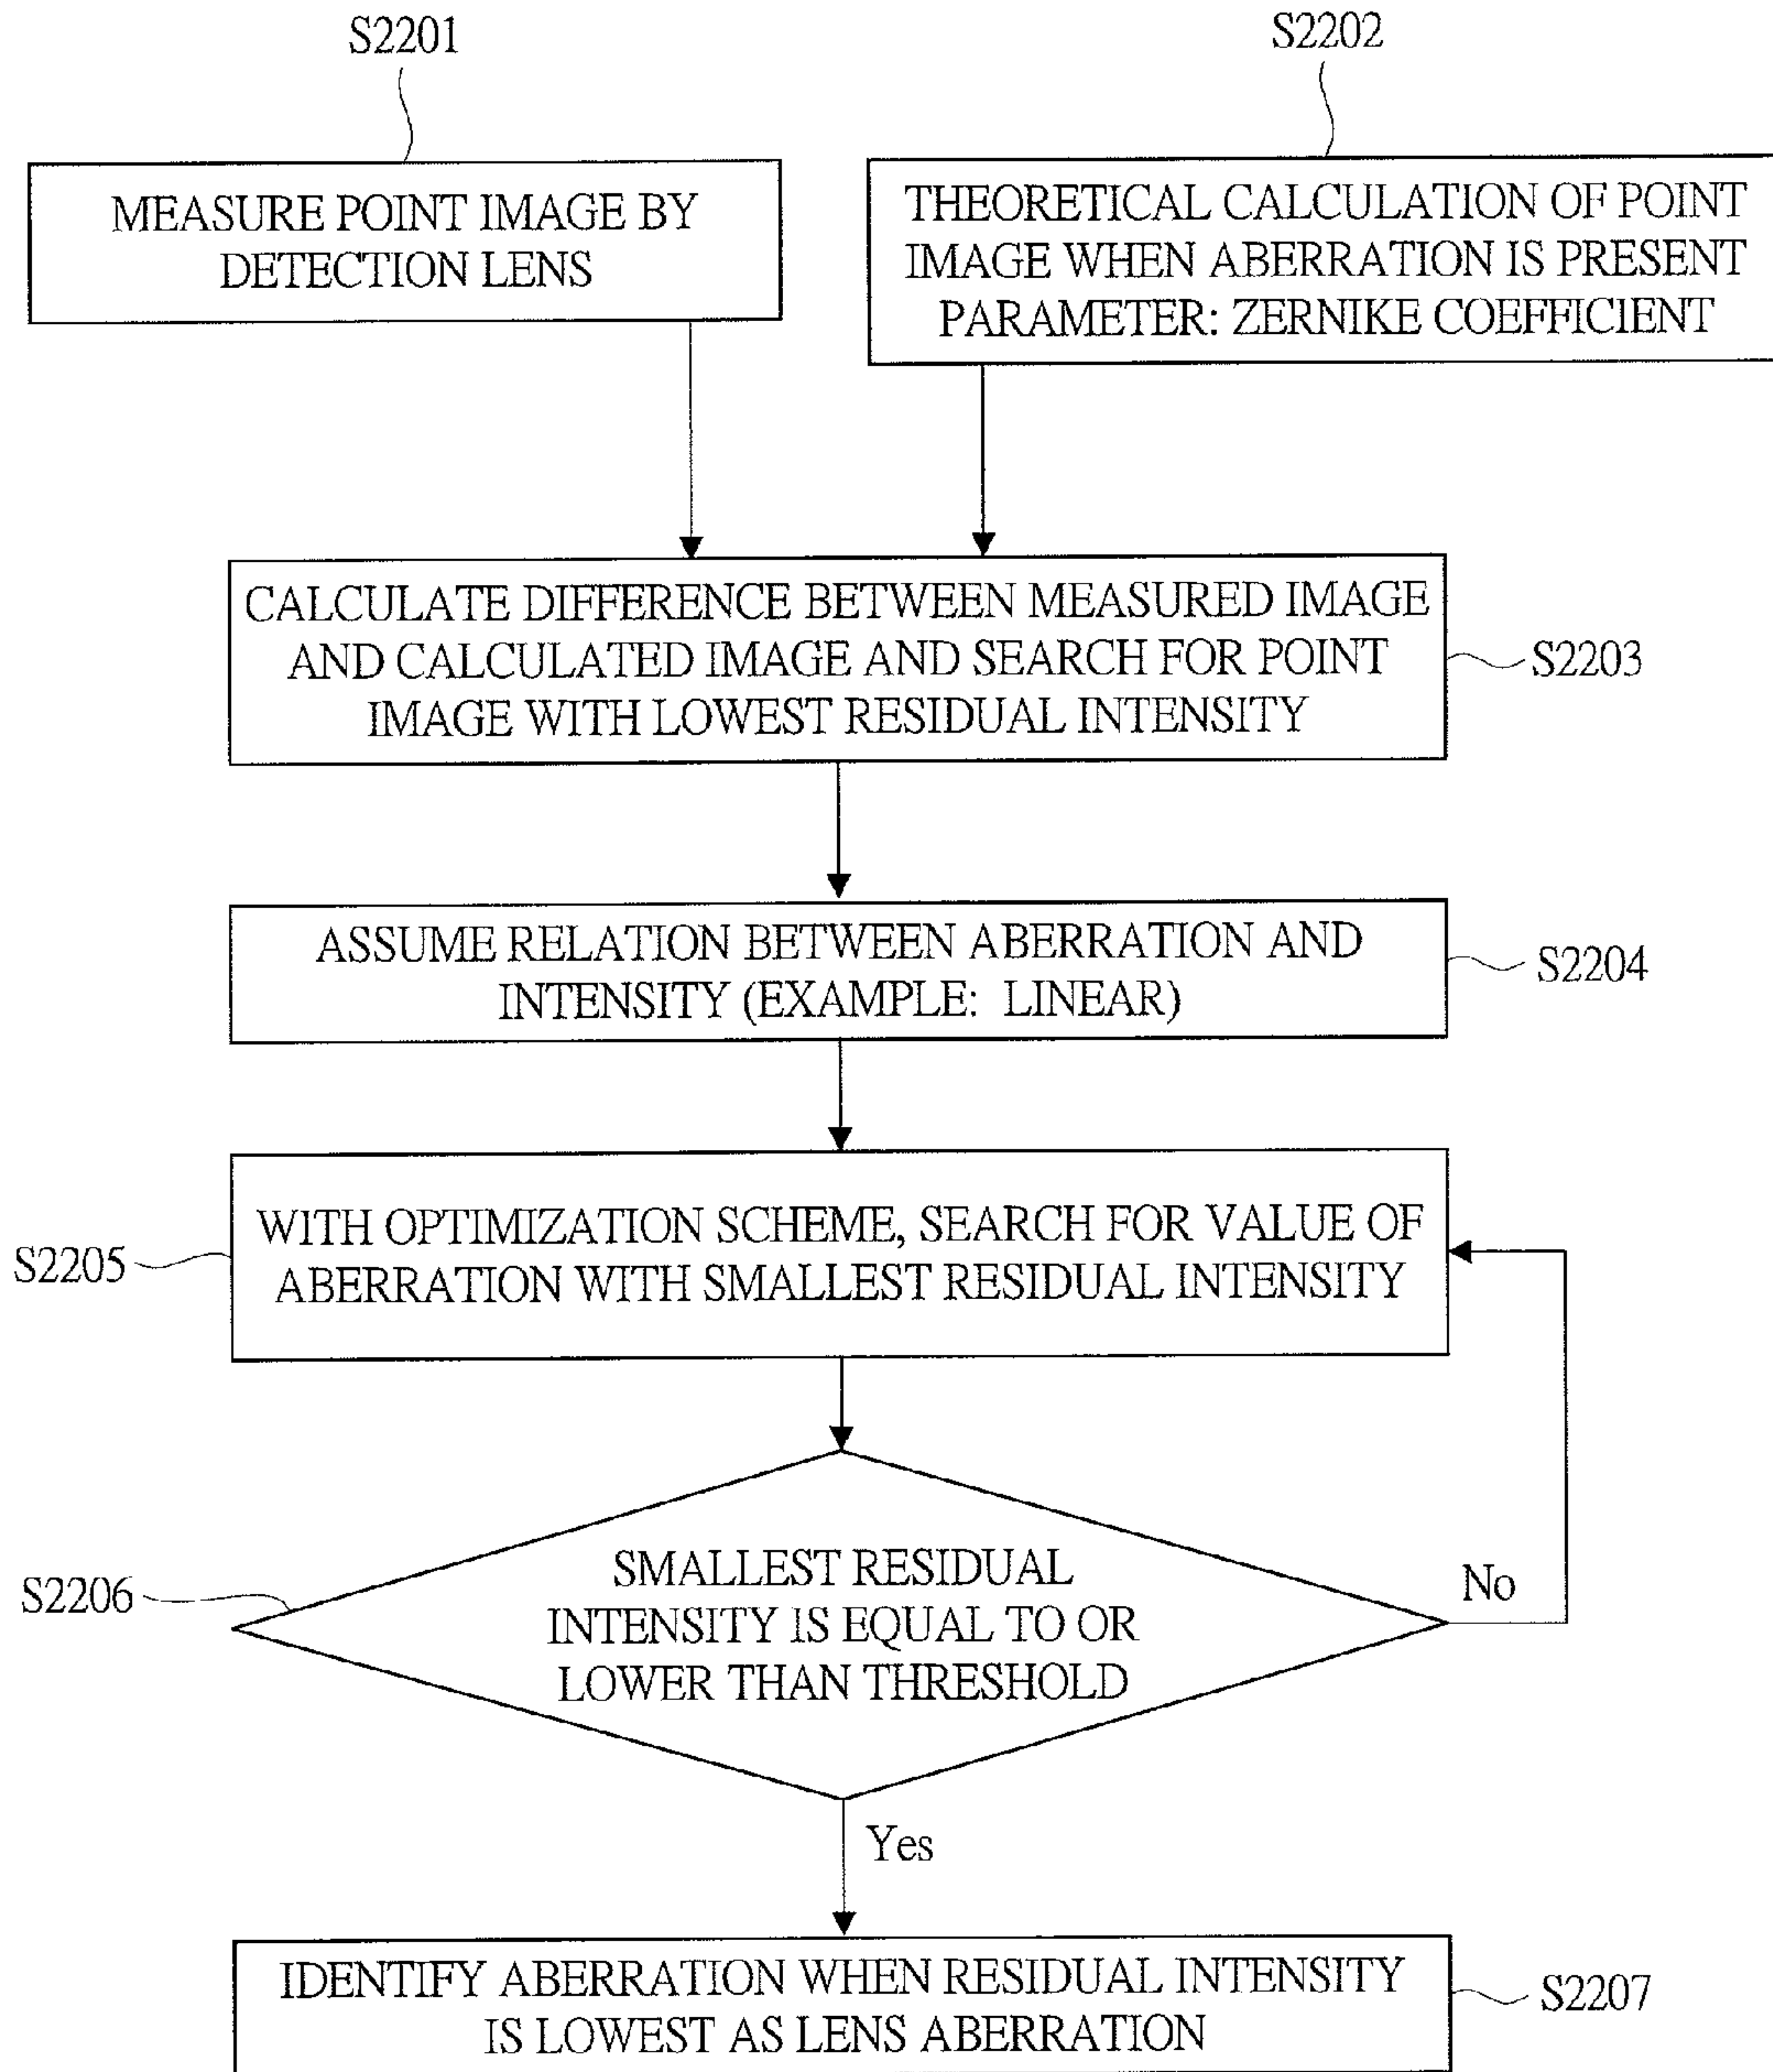 S2201
S2202
MEASURE POINT IMAGE BY
DETECTION LENS
THEORETICAL CALCULATION OF POINT
IMAGE WHEN ABERRATION IS PRESENT
PARAMETER: ZERNIKE COEFFICIENT
CALCULATE DIFFERENCE BETWEEN MEASURED IMAGE
AND CALCULATED IMAGE AND SEARCH FOR POINT
IMAGE WITH LOWEST RESIDUAL INTENSITY
S2203
ASSUME RELATION BETWEEN ABERRATION AND
INTENSITY (EXAMPLE: LINEAR)
S2204
S2205
WITH OPTIMIZATION SCHEME, SEARCH FOR VALUE OF
ABERRATION WITH SMALLEST RESIDUAL INTENSITY
S2206
SMALLEST RESIDUAL
INTENSITY IS EQUAL TO OR
LOWER THAN THRESHOLD
No
Yes
IDENTIFY ABERRATION WHEN RESIDUAL INTENSITY
IS LOWEST AS LENS ABERRATION
S2207